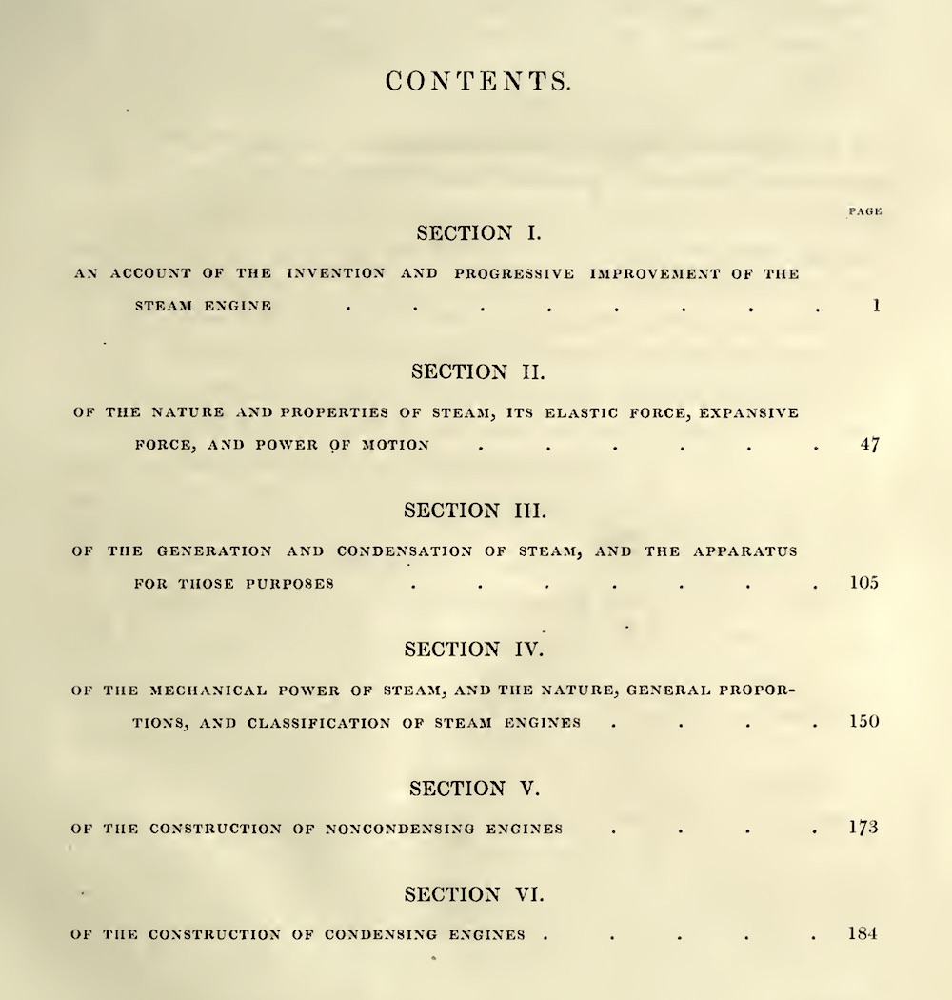 CONTENTS.
PAGE
SECTION I.
AN ACCOUNT OF THE INVENTION AND PROGRESSIVE IMPROVEMENT OF THE
STEAM ENGINE . . . . . . . . 1
SECTION II.
OF THE NATURE AND PROPERTIES OF STEAM, ITS ELASTIC FORCE, EXPANSIVE
FORCE, AND POWER OF MOTION . . . . . . 47
SECTION III.
OF THE GENERATION AND CONDENSATION OF STEAM, AND THE APPARATUS
FOR THOSE PURPOSES . . . . . . . 105
SECTION IV.
OF THE MECHANICAL POWER OF STEAM, AND THE NATURE, GENERAL PROPOR-
TIONS, AND CLASSIFICATION OF STEAM ENGINES . . . . 150
SECTION V.
OF THE CONSTRUCTION OF NONCONDENSING ENGINES . . . . 173
SECTION VI.
OF THE CONSTRUCTION OF CONDENSING ENGINES . . . . . 184